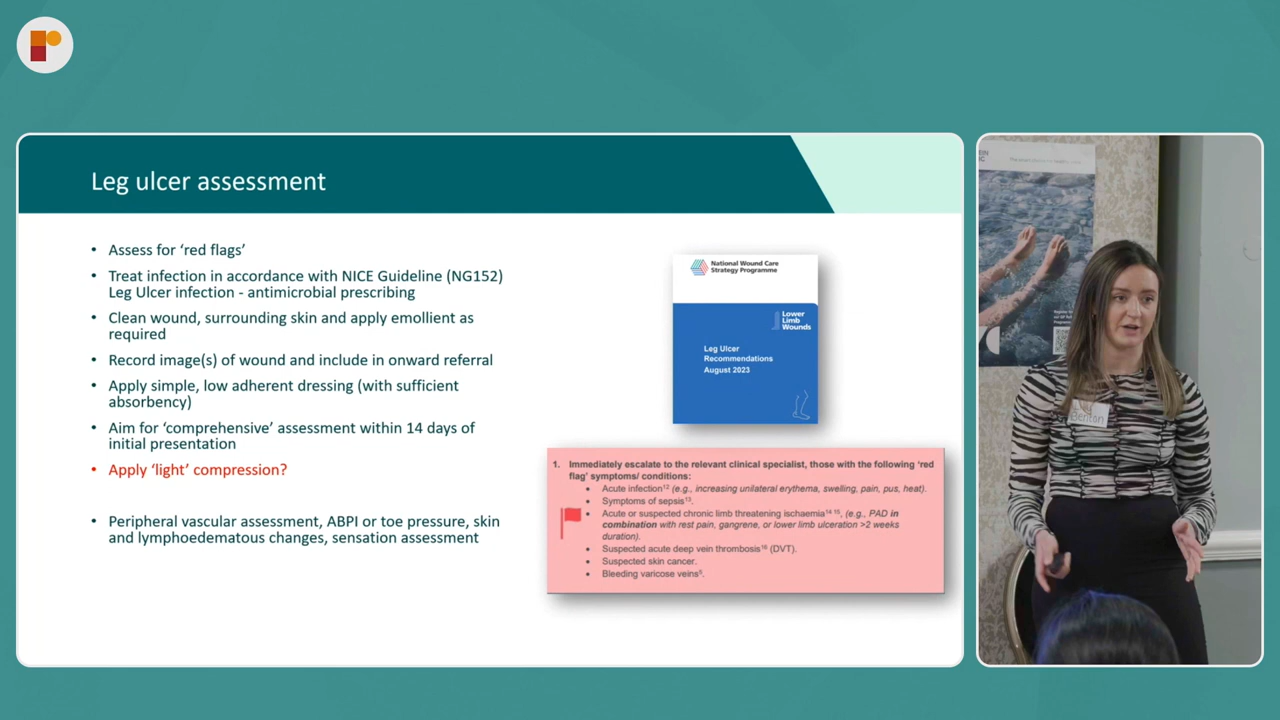 Leg ulcer assessment
• Assess for ‘red flags’
• Treat infection in accordance with NICE Guideline (NG152)
Leg Ulcer infection - antimicrobial prescribing
• Clean wound, surrounding skin and apply emollient as
required
• Record image(s) of wound and include in onward referral
• Apply simple, low adherent dressing (with sufficient
absorbency)
• Aim for ‘comprehensive’ assessment within 14 days of
initial presentation
• Apply ‘light’ compression?
• Peripheral vascular assessment, ABPI or toe pressure, skin
and lymphoedematous changes, sensation assessment
National Wound Care
Strategy Programme
Lower
Limb
Wounds
Leg Ulcer
Recommendations
August 2023
1. Immediately escalate to the relevant clinical specialist, those with the following ‘red
flag’ symptoms/ conditions:
• Acute infection¹² (e.g., increasing unilateral erythema, swelling, pain, pus, heat).
• Symptoms of sepsis¹³.
• Acute or suspected chronic limb threatening ischaemia¹⁴ ¹⁵, (e.g., PAD in
combination with rest pain, gangrene, or lower limb ulceration >2 weeks
duration).
• Suspected acute deep vein thrombosis¹⁶ (DVT).
• Suspected skin cancer.
• Bleeding varicose veins⁵.
Benton